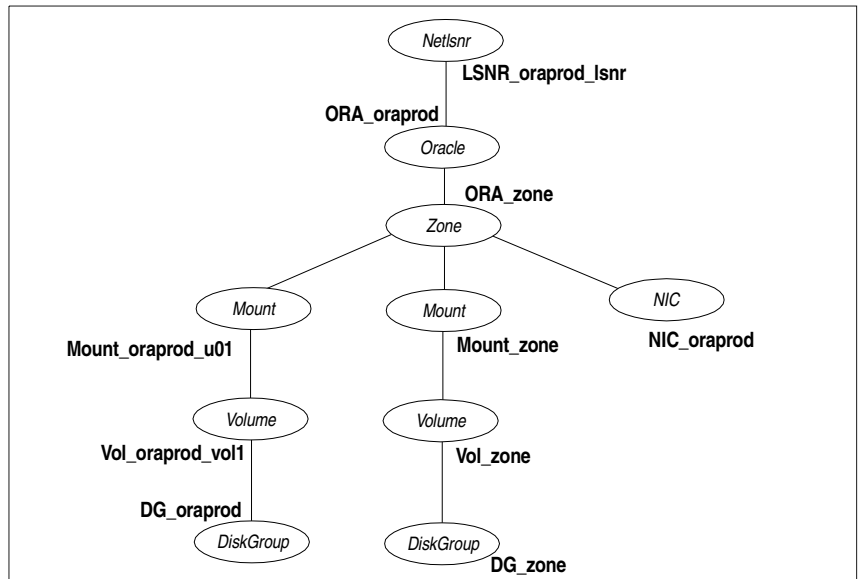 Netlsnr
LSNR_oraprod_lsnr
ORA_oraprod
Oracle
ORA_zone
Zone
Mount
Mount
NIC
Mount_oraprod_u01
Mount_zone
NIC_oraprod
Volume
Volume
Vol_oraprod_vol1
Vol_zone
DG_oraprod
DiskGroup
DiskGroup
DG_zone